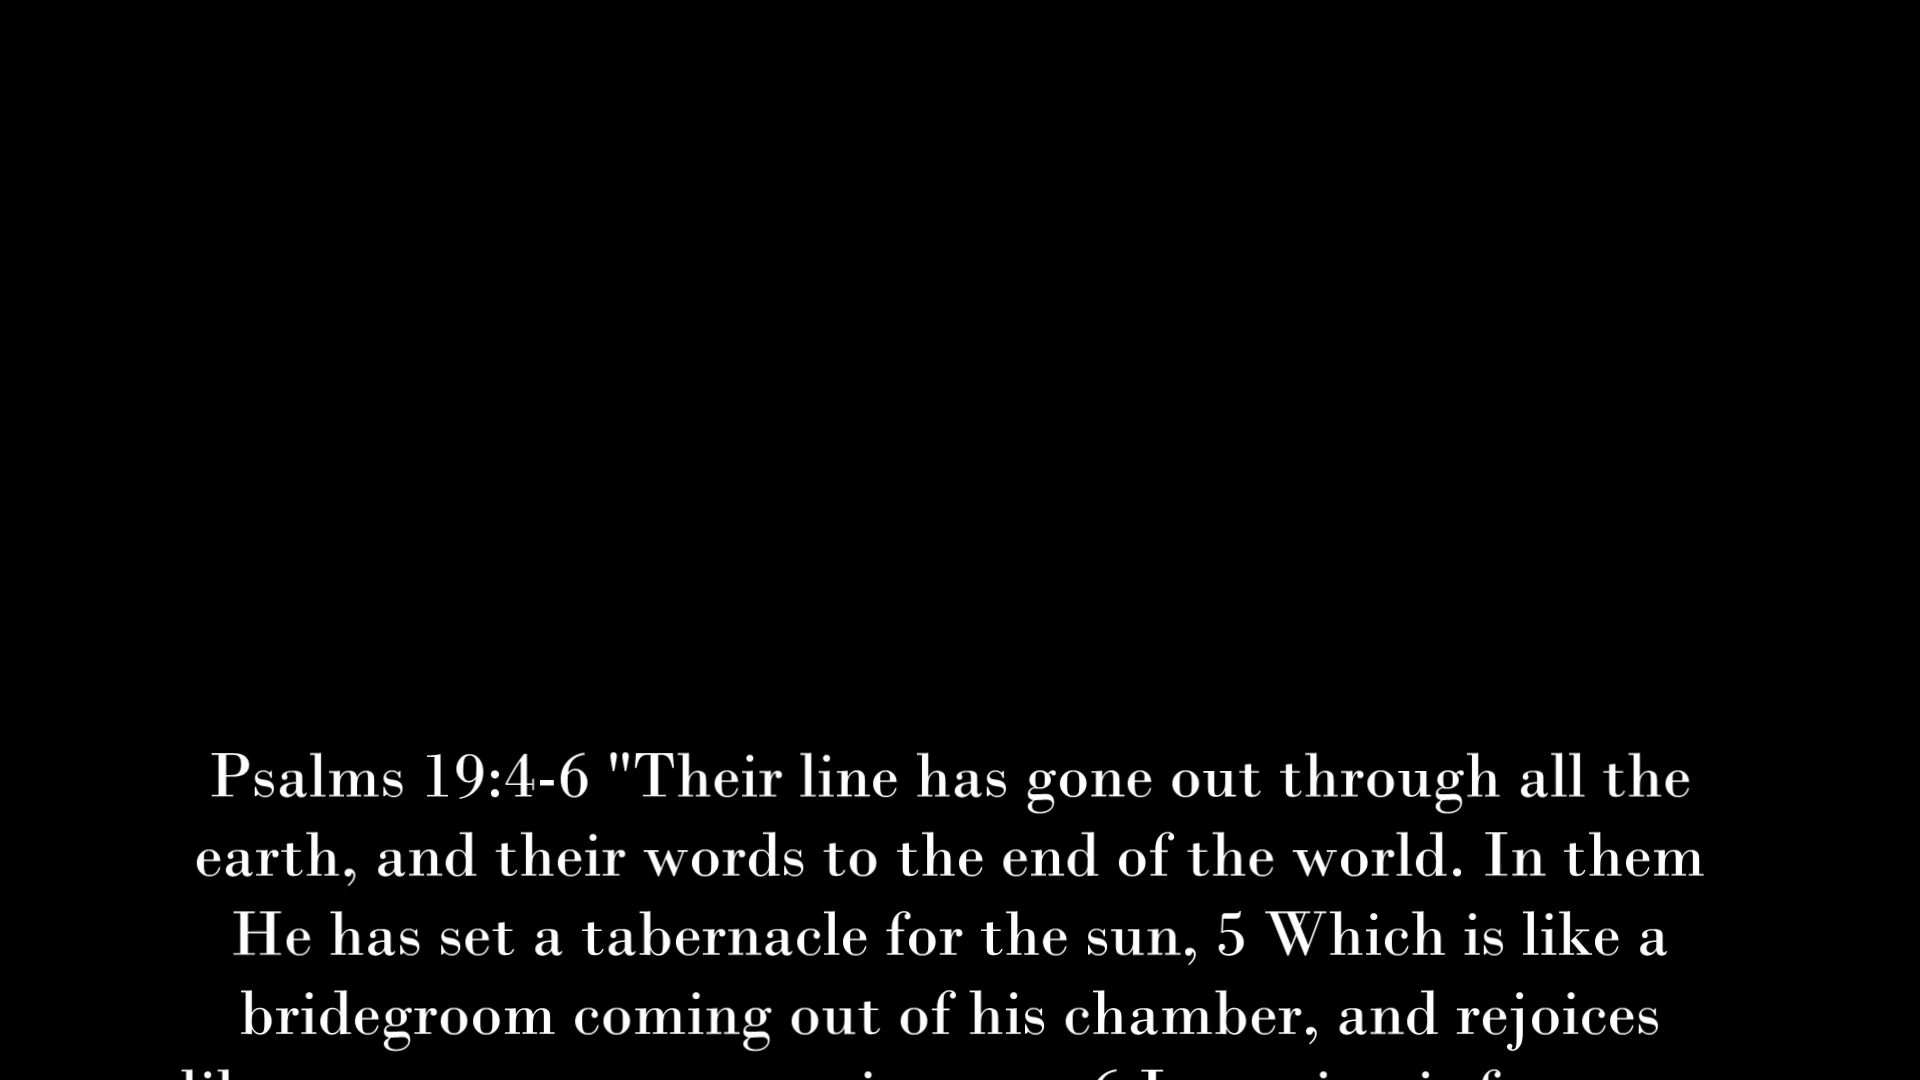 Psalms 19:4-6 "Their line has gone out through all the
earth, and their words to the end of the world. In them
He has set a tabernacle for the sun, 5 Which is like a
bridegroom coming out of his chamber, and rejoices